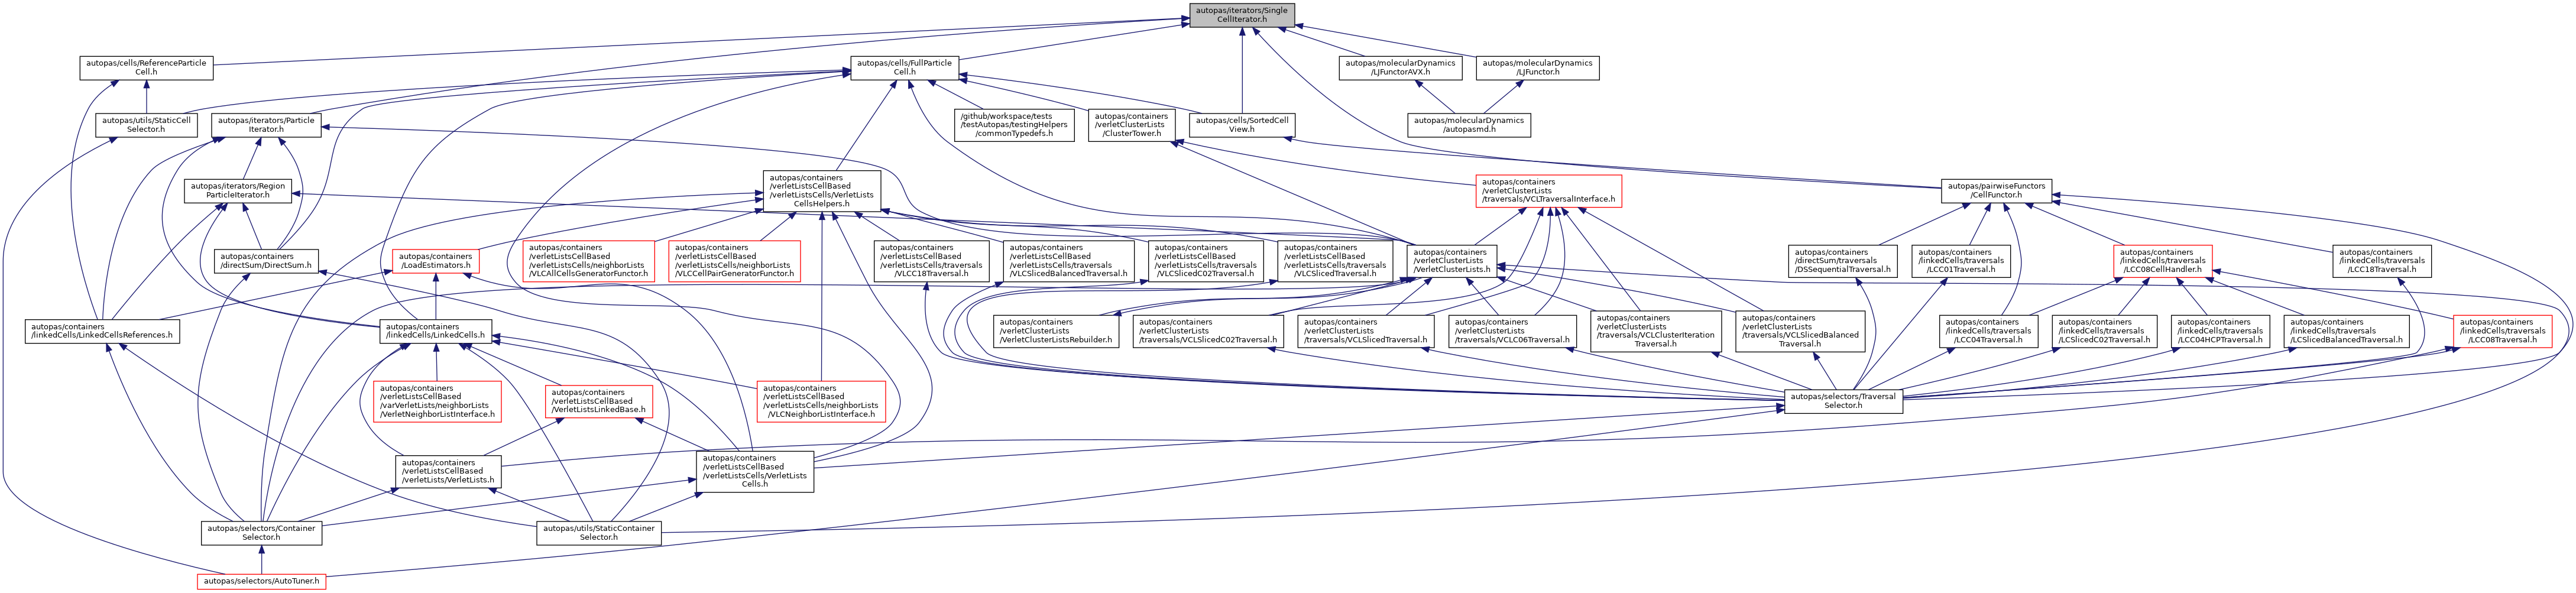 autopas/iterators/Single
CellIterator.h
autopas/cells/ReferenceParticle
Cell.h
autopas/cells/FullParticle
Cell.h
autopas/molecularDynamics
/LJFunctorAVX.h
autopas/molecularDynamics
/LJFunctor.h
autopas/utils/StaticCell
Selector.h
autopas/iterators/Particle
Iterator.h
/github/workspace/tests
/testAutopas/testingHelpers
/commonTypedefs.h
autopas/containers
/verletClusterLists
/ClusterTower.h
autopas/cells/SortedCell
View.h
autopas/molecularDynamics
/autopasmd.h
autopas/iterators/Region
ParticleIterator.h
autopas/containers
/verletListsCellBased
/verletListsCells/VerletLists
CellsHelpers.h
autopas/containers
/verletClusterLists
/traversals/VCLTraversalInterface.h
autopas/pairwiseFunctors
/CellFunctor.h
autopas/containers
/directSum/DirectSum.h
autopas/containers
/LoadEstimators.h
autopas/containers
/verletListsCellBased
/verletListsCells/neighborLists
/VLCAllCellsGeneratorFunctor.h
autopas/containers
/verletListsCellBased
/verletListsCells/neighborLists
/VLCCellPairGeneratorFunctor.h
autopas/containers
/verletListsCellBased
/verletListsCells/traversals
/VLCC18Traversal.h
autopas/containers
/verletListsCellBased
/verletListsCells/traversals
/VLCSlicedBalancedTraversal.h
autopas/containers
/verletListsCellBased
/verletListsCells/traversals
/VLCSlicedC02Traversal.h
autopas/containers
/verletListsCellBased
/verletListsCells/traversals
/VLCSlicedTraversal.h
autopas/containers
/verletClusterLists
/VerletClusterLists.h
autopas/containers
/directSum/traversals
/DSSequentialTraversal.h
autopas/containers
/linkedCells/traversals
/LCC01Traversal.h
autopas/containers
/linkedCells/traversals
/LCC08CellHandler.h
autopas/containers
/linkedCells/traversals
/LCC18Traversal.h
autopas/containers
/linkedCells/LinkedCellsReferences.h
autopas/containers
/linkedCells/LinkedCells.h
autopas/containers
/verletClusterLists
/VerletClusterListsRebuilder.h
autopas/containers
/verletClusterLists
/traversals/VCLSlicedC02Traversal.h
autopas/containers
/verletClusterLists
/traversals/VCLSlicedTraversal.h
autopas/containers
/verletClusterLists
/traversals/VCLC06Traversal.h
autopas/containers
/verletClusterLists
/traversals/VCLClusterIteration
Traversal.h
autopas/containers
/verletClusterLists
/traversals/VCLSlicedBalanced
Traversal.h
autopas/containers
/linkedCells/traversals
/LCC04Traversal.h
autopas/containers
/linkedCells/traversals
/LCSlicedC02Traversal.h
autopas/containers
/linkedCells/traversals
/LCC04HCPTraversal.h
autopas/containers
/linkedCells/traversals
/LCSlicedBalancedTraversal.h
autopas/containers
/linkedCells/traversals
/LCC08Traversal.h
autopas/containers
/verletListsCellBased
/varVerletLists/neighborLists
/VerletNeighborListInterface.h
autopas/containers
/verletListsCellBased
/VerletListsLinkedBase.h
autopas/containers
/verletListsCellBased
/verletListsCells/neighborLists
/VLCNeighborListInterface.h
autopas/selectors/Traversal
Selector.h
autopas/containers
/verletListsCellBased
/verletLists/VerletLists.h
autopas/containers
/verletListsCellBased
/verletListsCells/VerletLists
Cells.h
autopas/selectors/Container
Selector.h
autopas/utils/StaticContainer
Selector.h
autopas/selectors/AutoTuner.h